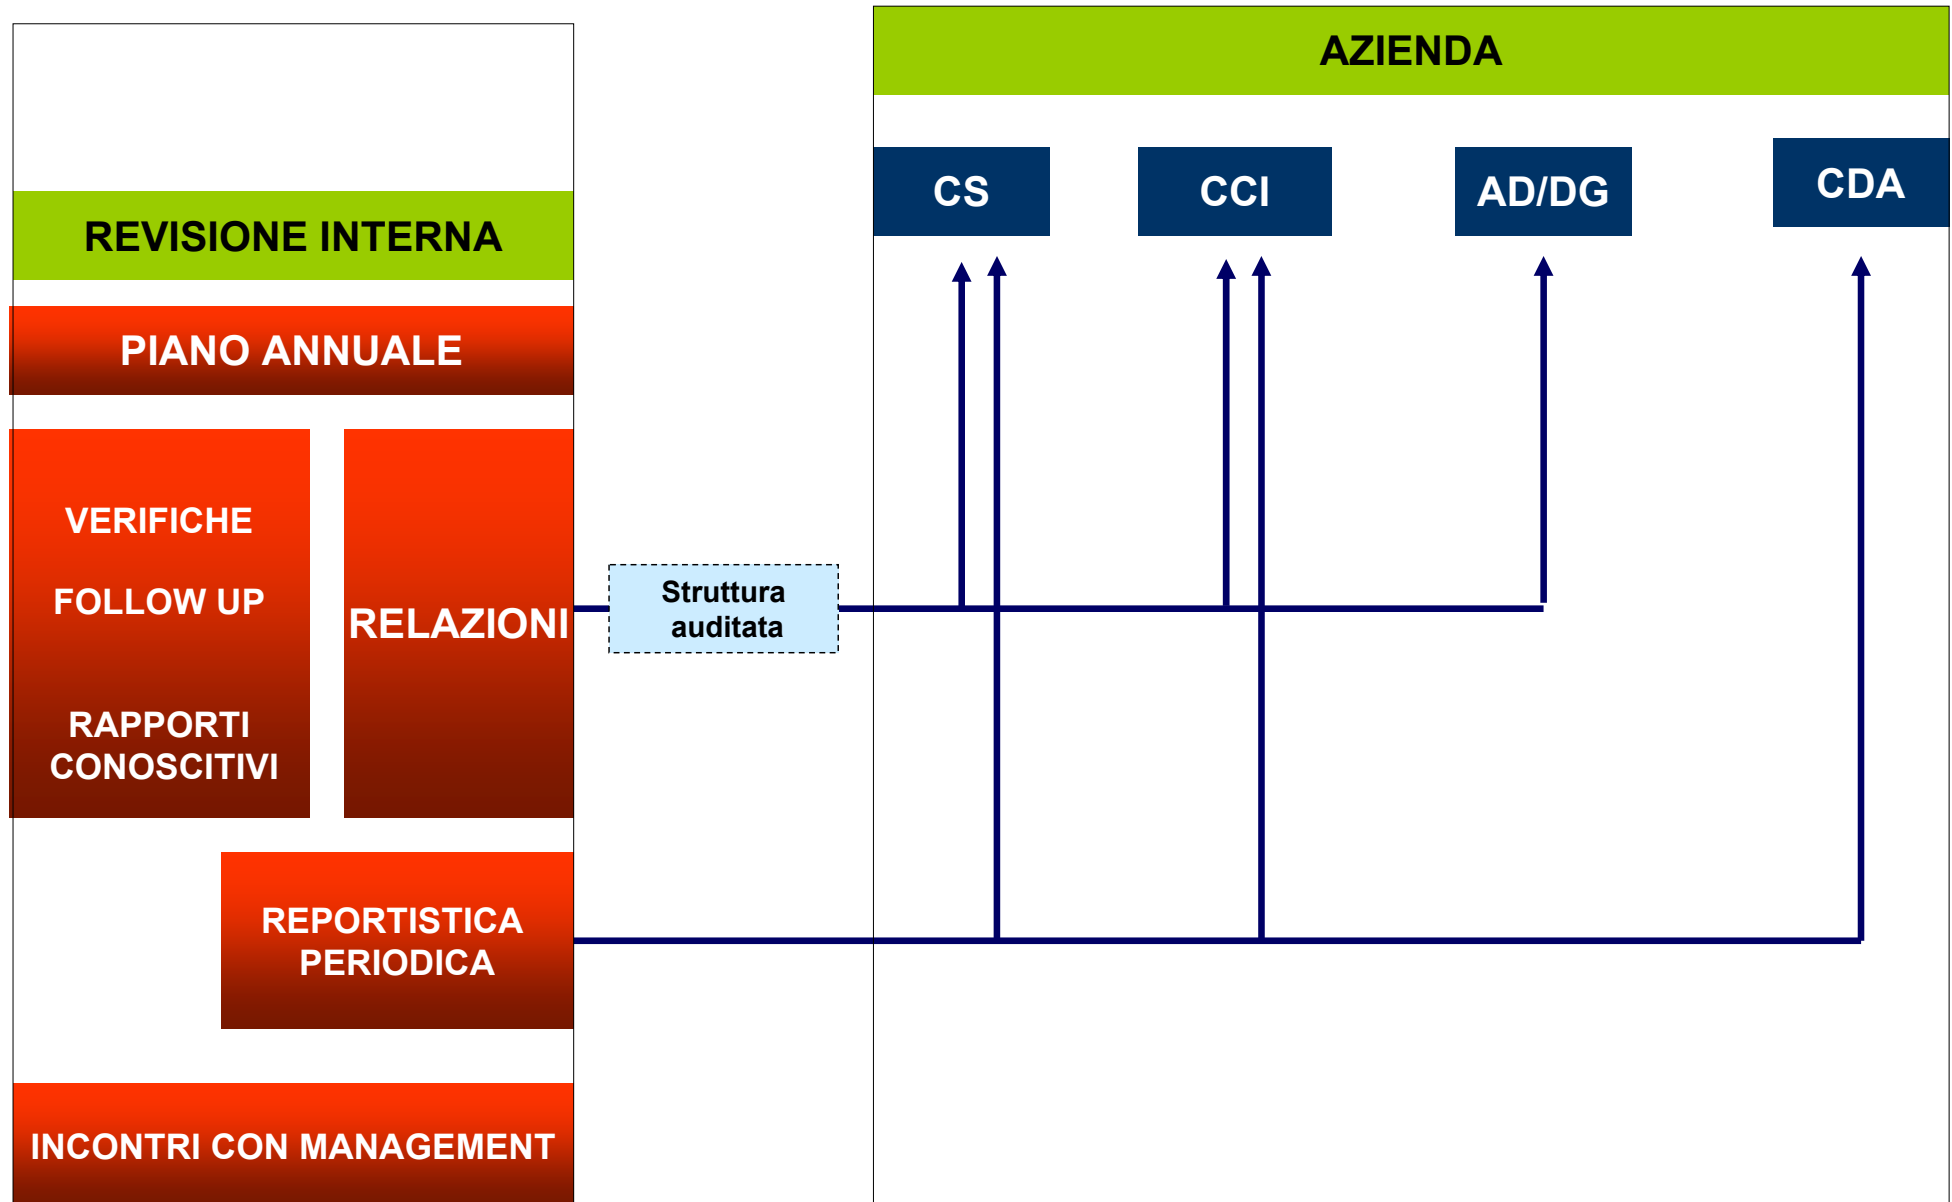 AZIENDA
CS
CCI
AD/DG
CDA
REVISIONE INTERNA
PIANO ANNUALE
VERIFICHE
FOLLOW UP
RAPPORTI
CONOSCITIVI
RELAZIONI
Struttura
auditata
REPORTISTICA
PERIODICA
INCONTRI CON MANAGEMENT